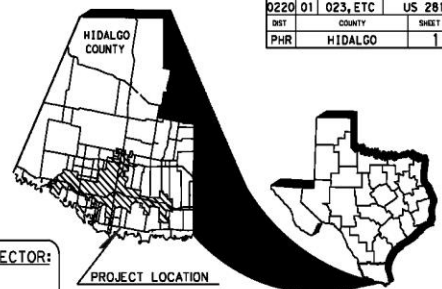 0220 01 023, ETC US 281
DIST COUNTY SHEET
PHR HIDALGO 1
HIDALGO
COUNTY
ECTOR:
PROJECT LOCATION